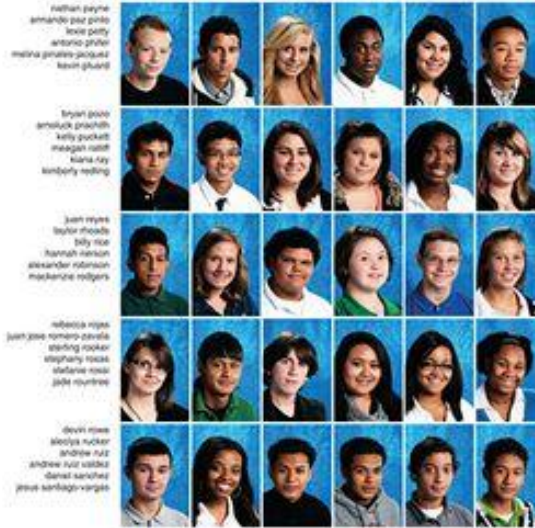 nathan payne
armando paz pinto
lexie petty
antonio phifer
melina pinales-jacquez
kevin pluard
bryan pozo
arnoluck prachith
kelly puckett
meagan ratliff
kiana ray
kimberly redling
juan reyes
taylor rhoads
billy rice
hannah
alexander robinson
mackenzie rodgers
rebecca rojas
juan jose romero-zavala
sterling rooker
stephany rosas
stefanie rossi
jade rountree
devin rowe
rucker
andrew ruiz
andrew ruiz valdez
daniel sanchez
jesus santiago-vargas